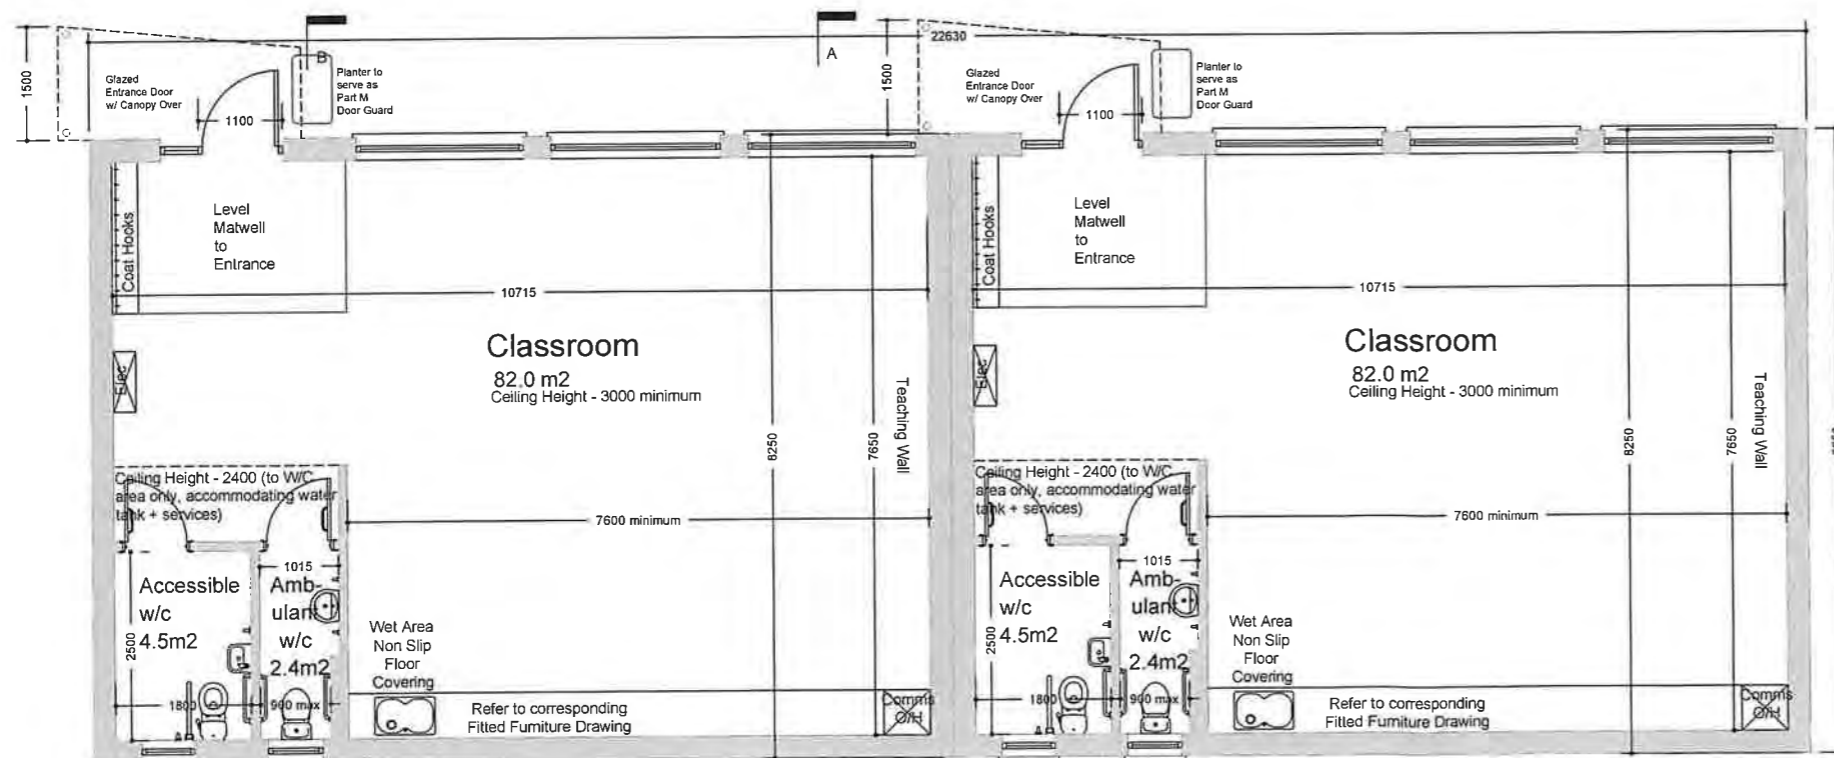 B
A
22630
1500
1500
Glazed
Entrance Door
w/ Canopy Over
Planter to
serve as
Part M
Door Guard
1100
Glazed
Entrance Door
w/ Canopy Over
Planter to
serve as
Part M
Door Guard
1100
Coat Hooks
Level
Matwell
to
Entrance
10715
Classroom
82.0 m2
Ceiling Height - 3000 minimum
Elec
Teaching Wall
8250
7650
Ceiling Height - 2400 (to W/C
area only, accommodating water
tank + services)
7600 minimum
1015
Accessible
w/c
4.5m2
Amb-
ulant
w/c
2.4m2
2500
1800
900 max
Wet Area
Non Slip
Floor
Covering
Refer to corresponding
Fitted Furniture Drawing
Comms
O/H
Coat Hooks
Level
Matwell
to
Entrance
10715
Classroom
82.0 m2
Ceiling Height - 3000 minimum
Elec
Teaching Wall
8250
7650
Ceiling Height - 2400 (to W/C
area only, accommodating water
tank + services)
7600 minimum
1015
Accessible
w/c
4.5m2
Amb-
ulant
w/c
2.4m2
2500
1800
900 max
Wet Area
Non Slip
Floor
Covering
Refer to corresponding
Fitted Furniture Drawing
Comms
O/H